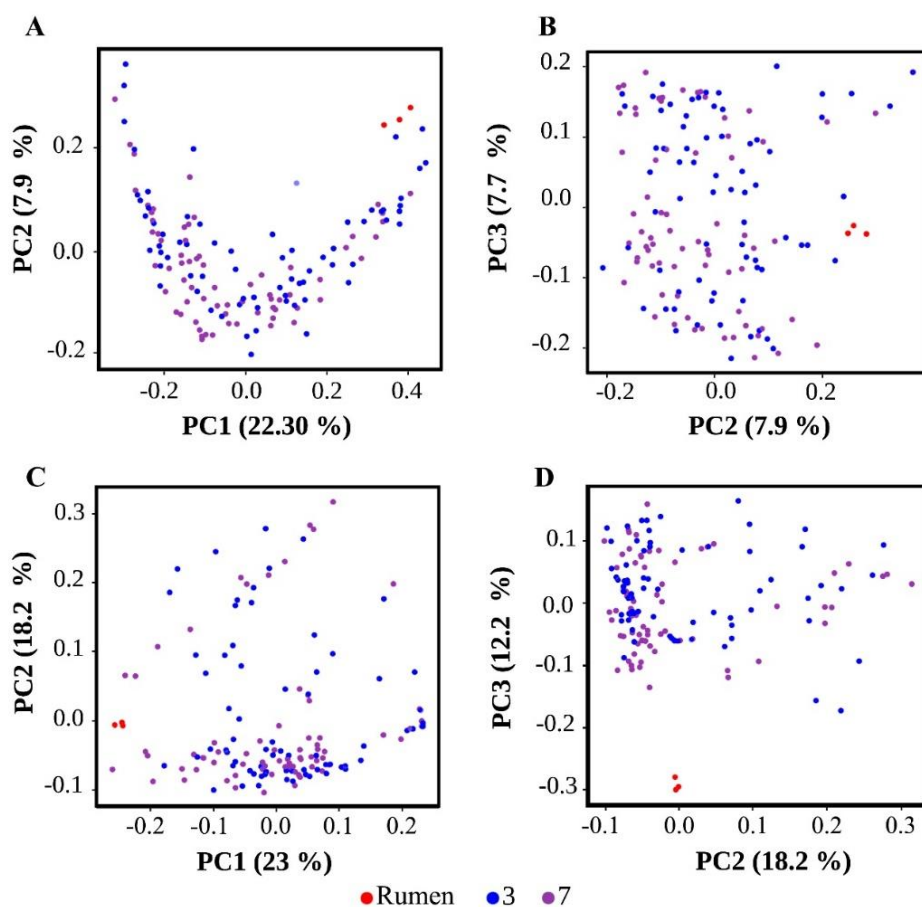 A
0.2
0.0
-0.2
PC2 (7.9 %)
-0.2
0.0
0.2
0.4
PC1 (22.30 %)
B
0.2
0.1
0.0
-0.1
-0.2
PC3 (7.7 %)
-0.2
0.0
0.2
PC2 (7.9 %)
C
0.3
0.2
0.1
0.0
-0.1
PC2 (18.2 %)
-0.2
-0.1
0.0
0.1
0.2
PC1 (23 %)
D
0.1
0.0
-0.1
-0.2
-0.3
PC3 (12.2 %)
-0.1
0.0
0.1
0.2
0.3
PC2 (18.2 %)
Rumen 3 7